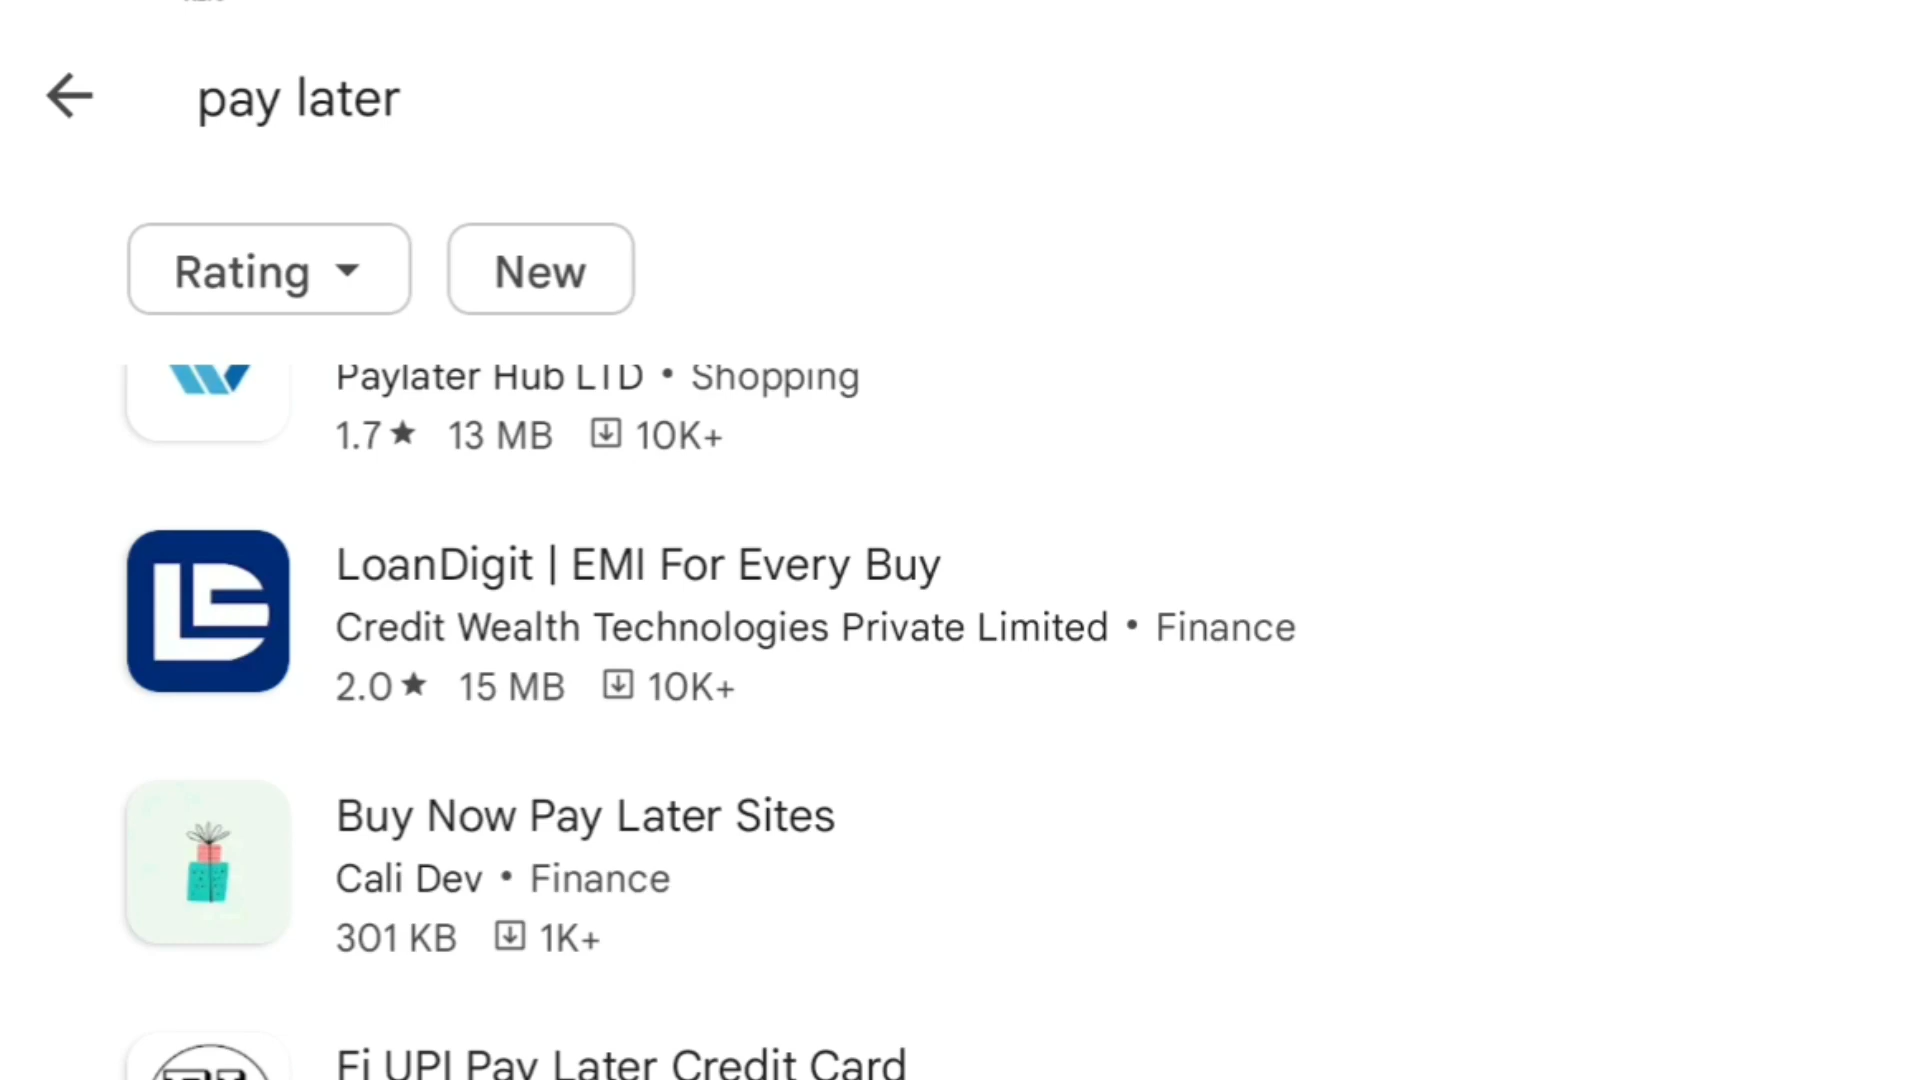 pay later
Rating
New
Paylater Hub LTD • Shopping
1.7★ 13 MB 10K+
LoanDigit | EMI For Every Buy
Credit Wealth Technologies Private Limited • Finance
2.0★ 15 MB 10K+
Buy Now Pay Later Sites
Cali Dev • Finance
301 KB 1K+
Fi UPI Pay Later Credit Card